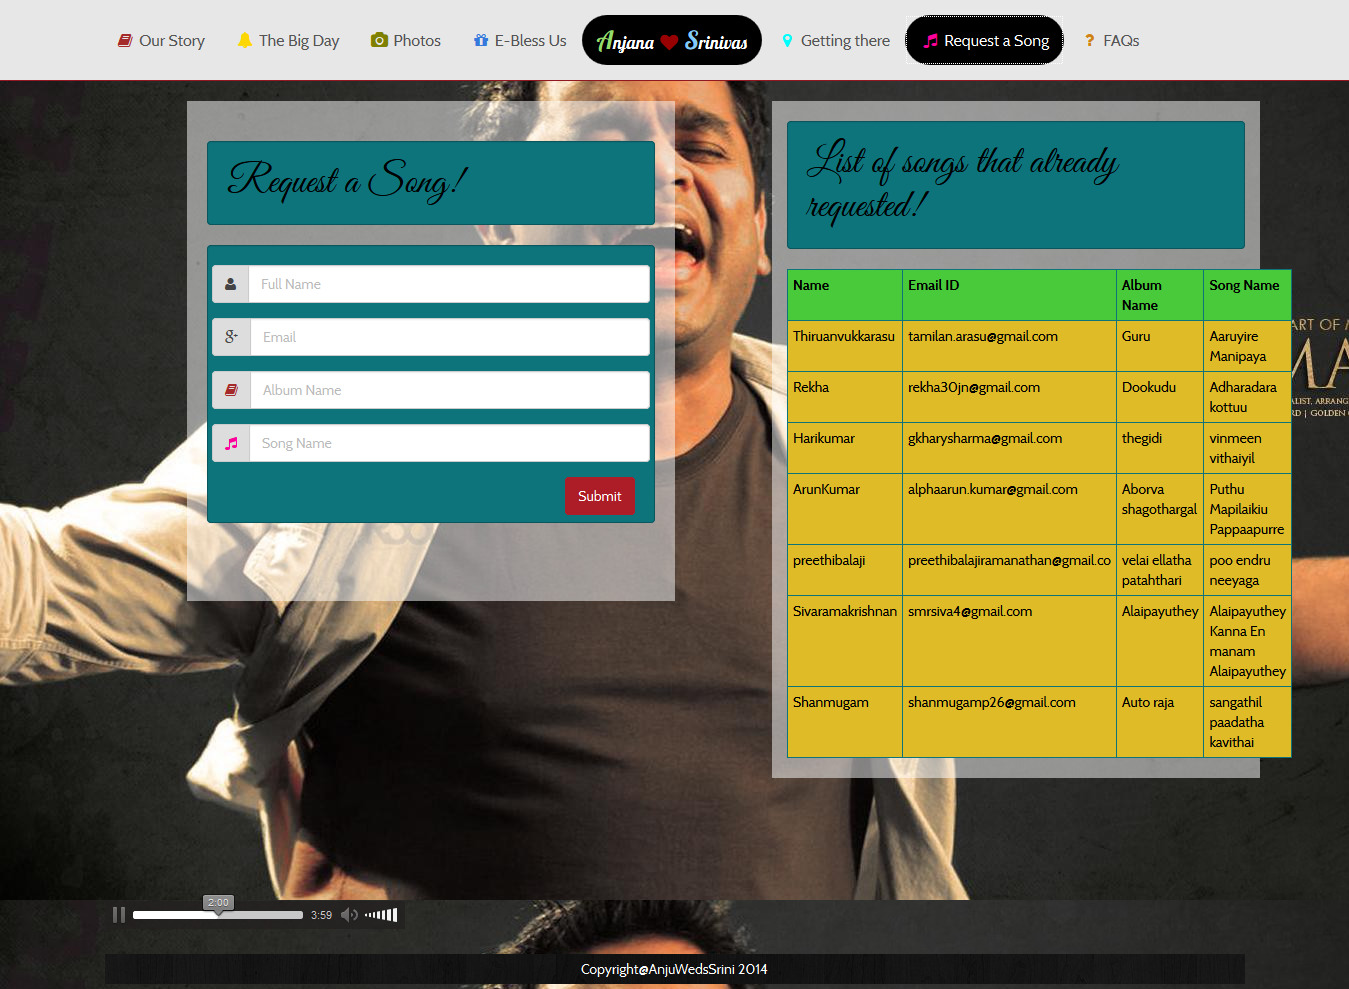 Our Story The Big Day Photos E-Bless Us Anjana Srinivas Getting there Request a Song FAQs
Request a Song!
Full Name
Email
Album Name
Song Name
Submit
List of songs that already
requested!
Name Email ID Album Name Song Name
Thiruanvukkarasu tamilan.arasu@gmail.com Guru Aaruyire Manipaya
Rekha rekha30jn@gmail.com Dookudu Adharadara kottuu
Harikumar gkharysharma@gmail.com thegidi vinmeen vithaiyil
ArunKumar alphaarun.kumar@gmail.com Aborva shagothargal Puthu Mapilaikiu Pappaapurre
preethibalaji preethibalajiramanathan@gmail.co velai ellatha patahthari poo endru neeyaga
Sivaramakrishnan smrsiva4@gmail.com Alaipayuthey Alaipayuthey Kanna En manam Alaipayuthey
Shanmugam shanmugamp26@gmail.com Auto raja sangathil paadatha kavithai
ART OF
MA
ALIST, ARRANG
RD | GOLDEN
2:00
3:59
Copyright@AnjuWedsSrini 2014